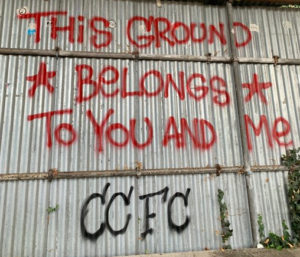 This Ground
★ Belongs ★
To You And Me
CCFC